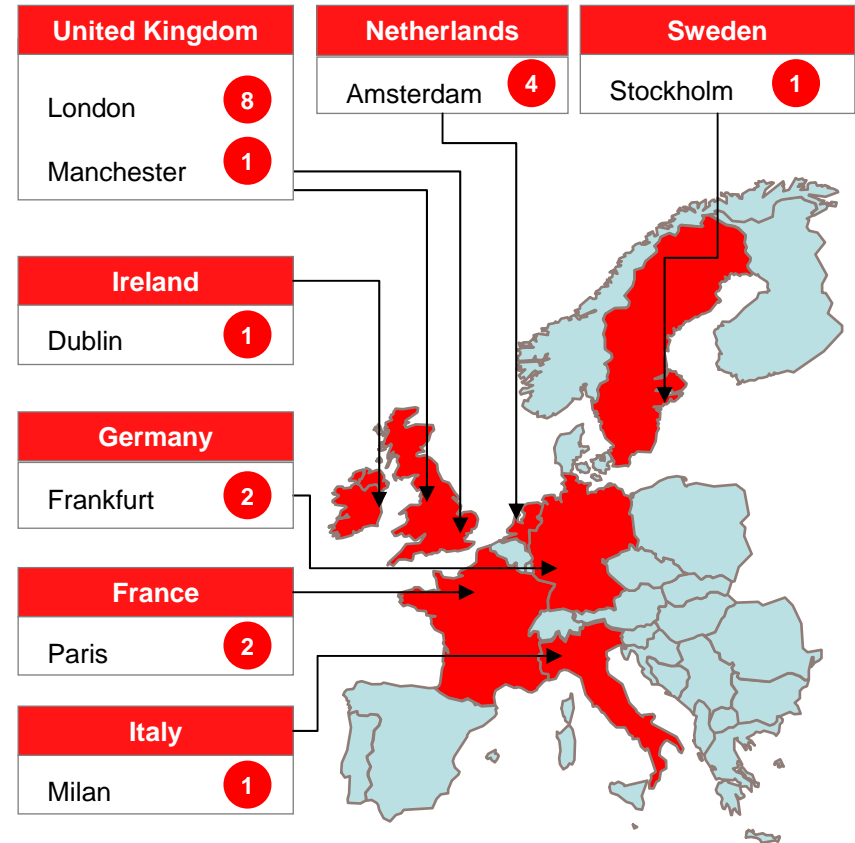 United Kingdom
London 8
Manchester 1
Netherlands
Amsterdam 4
Sweden
Stockholm 1
Ireland
Dublin 1
Germany
Frankfurt 2
France
Paris 2
Italy
Milan 1